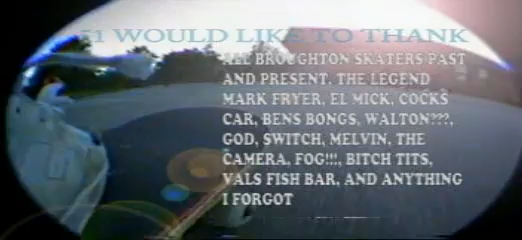 I WOULD LIKE TO THANK
ALL BROUGHTON SKATERS PAST
AND PRESENT, THE LEGEND
MARK FRYER, EL MICK, COCKS
CAR, BENS BONGS, WALTON???,
GOD, SWITCH, MELVIN, THE
CAMERA, FOG!!!, BITCH TITS,
VALS FISH BAR, AND ANYTHING
I FORGOT